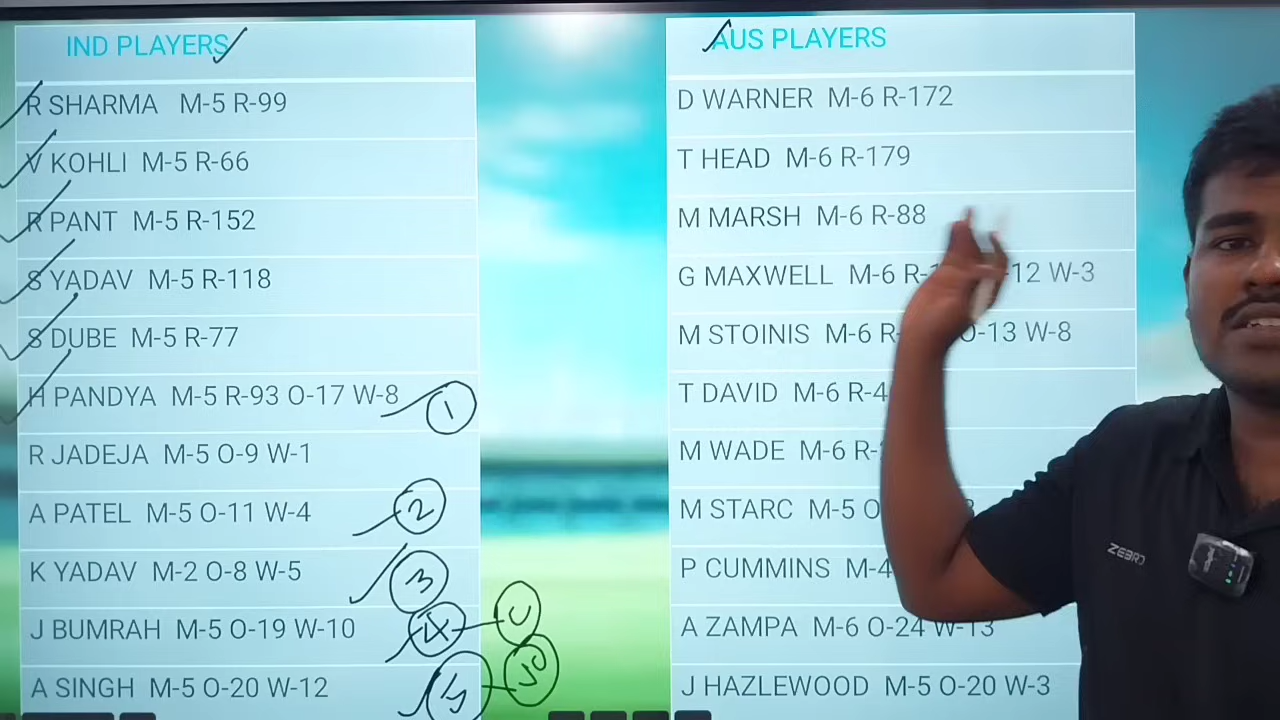 IND PLAYERS
R SHARMA M-5 R-99
V KOHLI M-5 R-66
R PANT M-5 R-152
S YADAV M-5 R-118
S DUBE M-5 R-77
H PANDYA M-5 R-93 O-17 W-8
1
R JADEJA M-5 O-9 W-1
A PATEL M-5 O-11 W-4
2
K YADAV M-2 O-8 W-5
3
J BUMRAH M-5 O-19 W-10
A SINGH M-5 O-20 W-12
AUS PLAYERS
D WARNER M-6 R-172
T HEAD M-6 R-179
M MARSH M-6 R-88
G MAXWELL M-6 12 W-3
M STOINIS M-6 O-13 W-8
T DAVID M-6
M WADE M-6
M STARC M-5
P CUMMINS
A ZAMPA M-6 O-24 W-13
J HAZLEWOOD M-5 O-20 W-3
ZEBRO